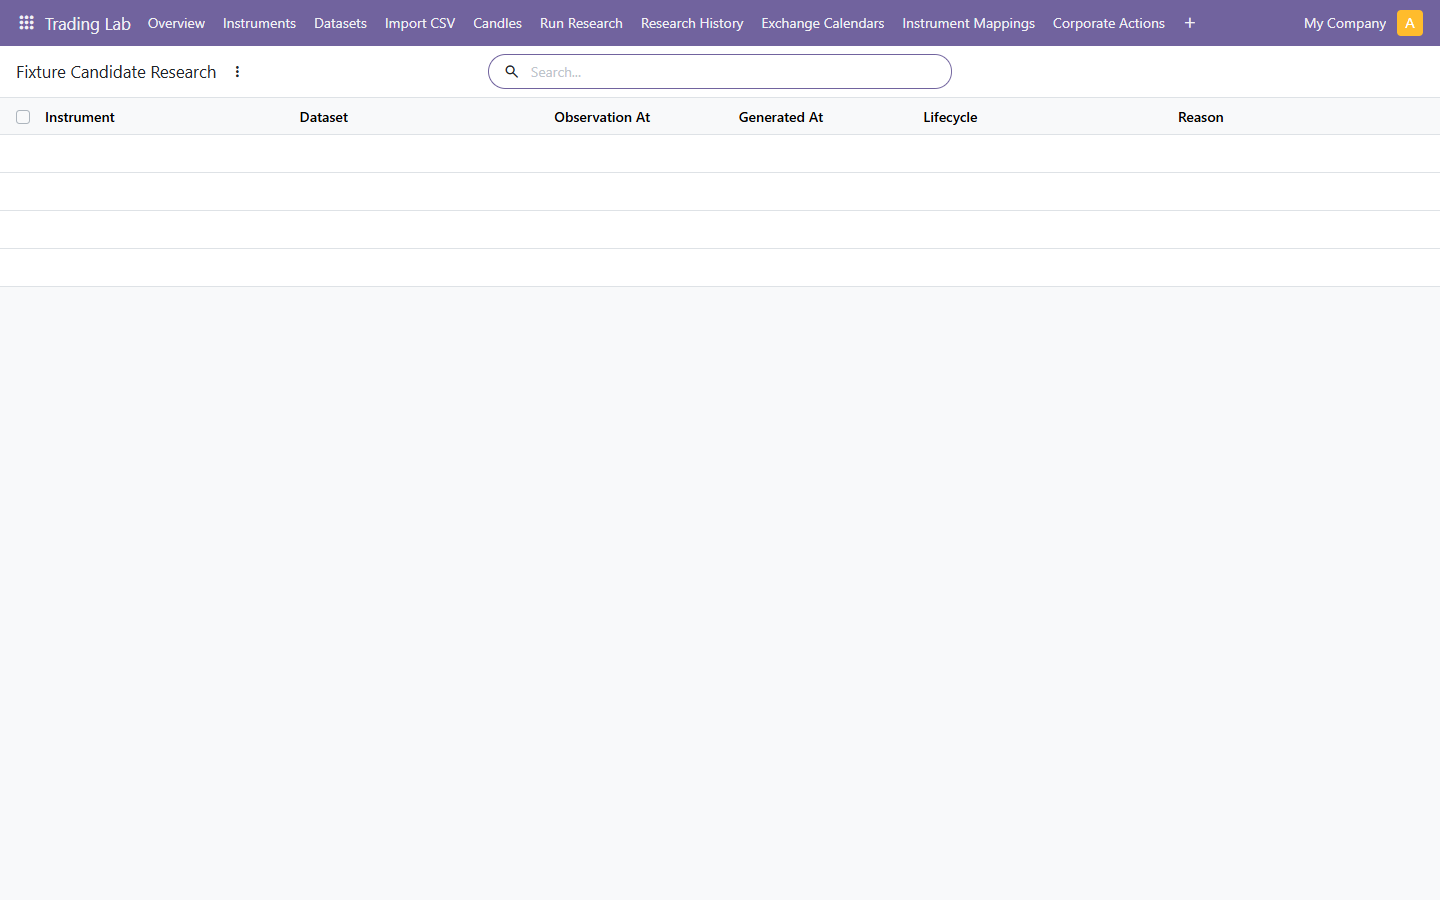 Trading Lab Overview Instruments Datasets Import CSV Candles Run Research Research History Exchange Calendars Instrument Mappings Corporate Actions + My Company A
Fixture Candidate Research Search...
Instrument Dataset Observation At Generated At Lifecycle Reason